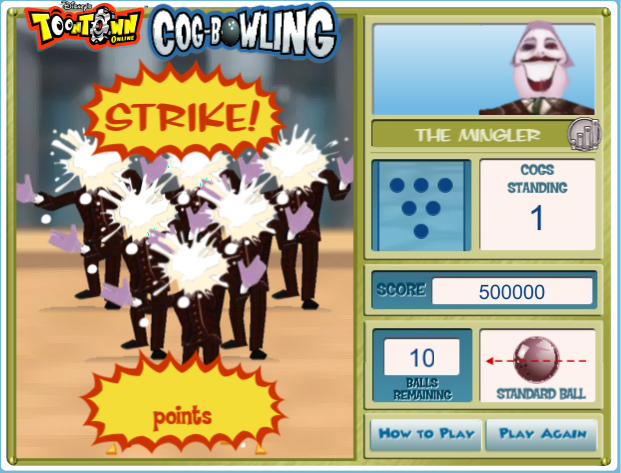 Disney's
TOONTOWN
ONLINE
COG-BOWLING
STRIKE!
points
THE MINGLER
COGS
STANDING
1
SCORE
500000
10
BALLS
REMAINING
STANDARD BALL
HOW TO PLAY
PLAY AGAIN